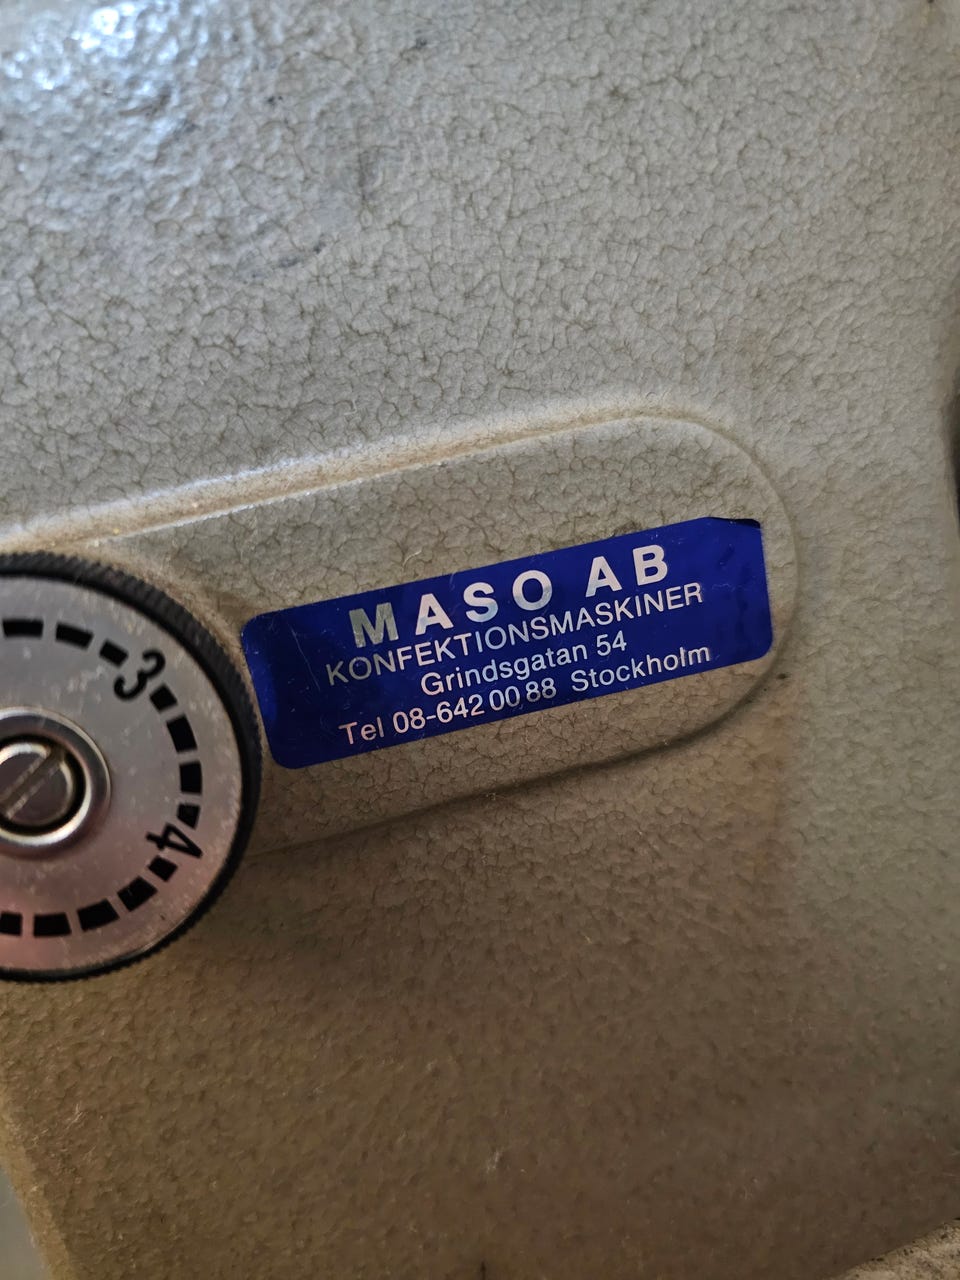 MASO AB
KONFEKTIONSMASKINER
Grindsgatan 54
Tel 08-642 00 88 Stockholm
3
4